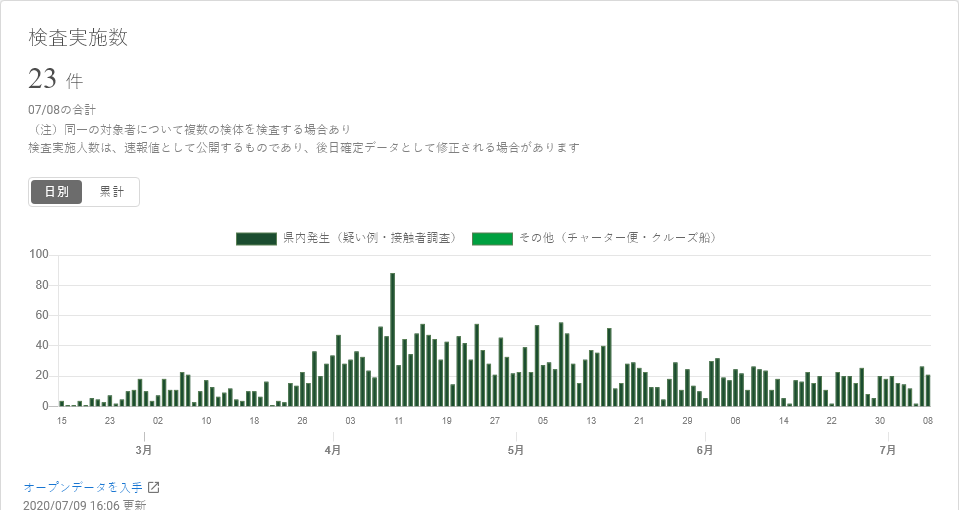 検査実施数
23 件
07/08の合計
（注）同一の対象者について複数の検体を検査する場合あり
検査実施人数は、速報値として公開するものであり、後日確定データとして修正される場合があります
日別 累計
県内発生（疑い例・接触者調査） その他（チャーター便・クルーズ船）
100
80
60
40
20
0
15 23 02 10 18 26 03 11 19 27 05 13 21 29 06 14 22 30 08
3月 4月 5月 6月 7月
オープンデータを入手
2020/07/09 16:06 更新